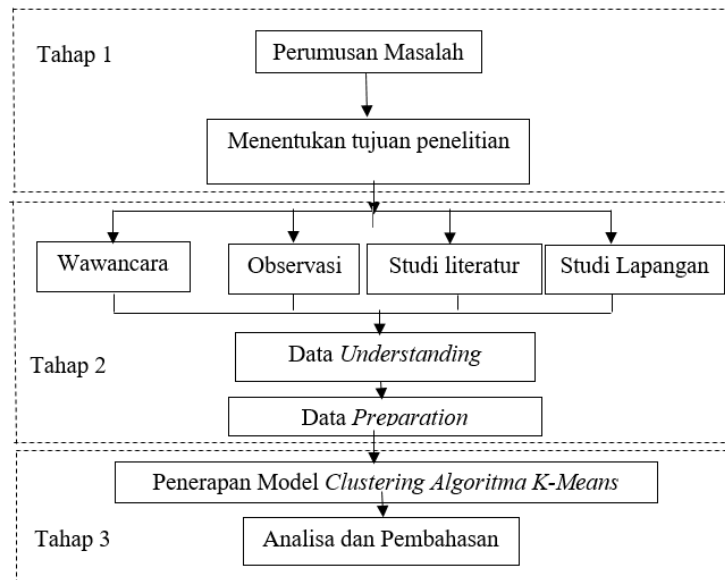 Tahap 1
Perumusan Masalah
Menentukan tujuan penelitian
Wawancara
Observasi
Studi literatur
Studi Lapangan
Tahap 2
Data Understanding
Data Preparation
Penerapan Model Clustering Algoritma K-Means
Tahap 3
Analisa dan Pembahasan